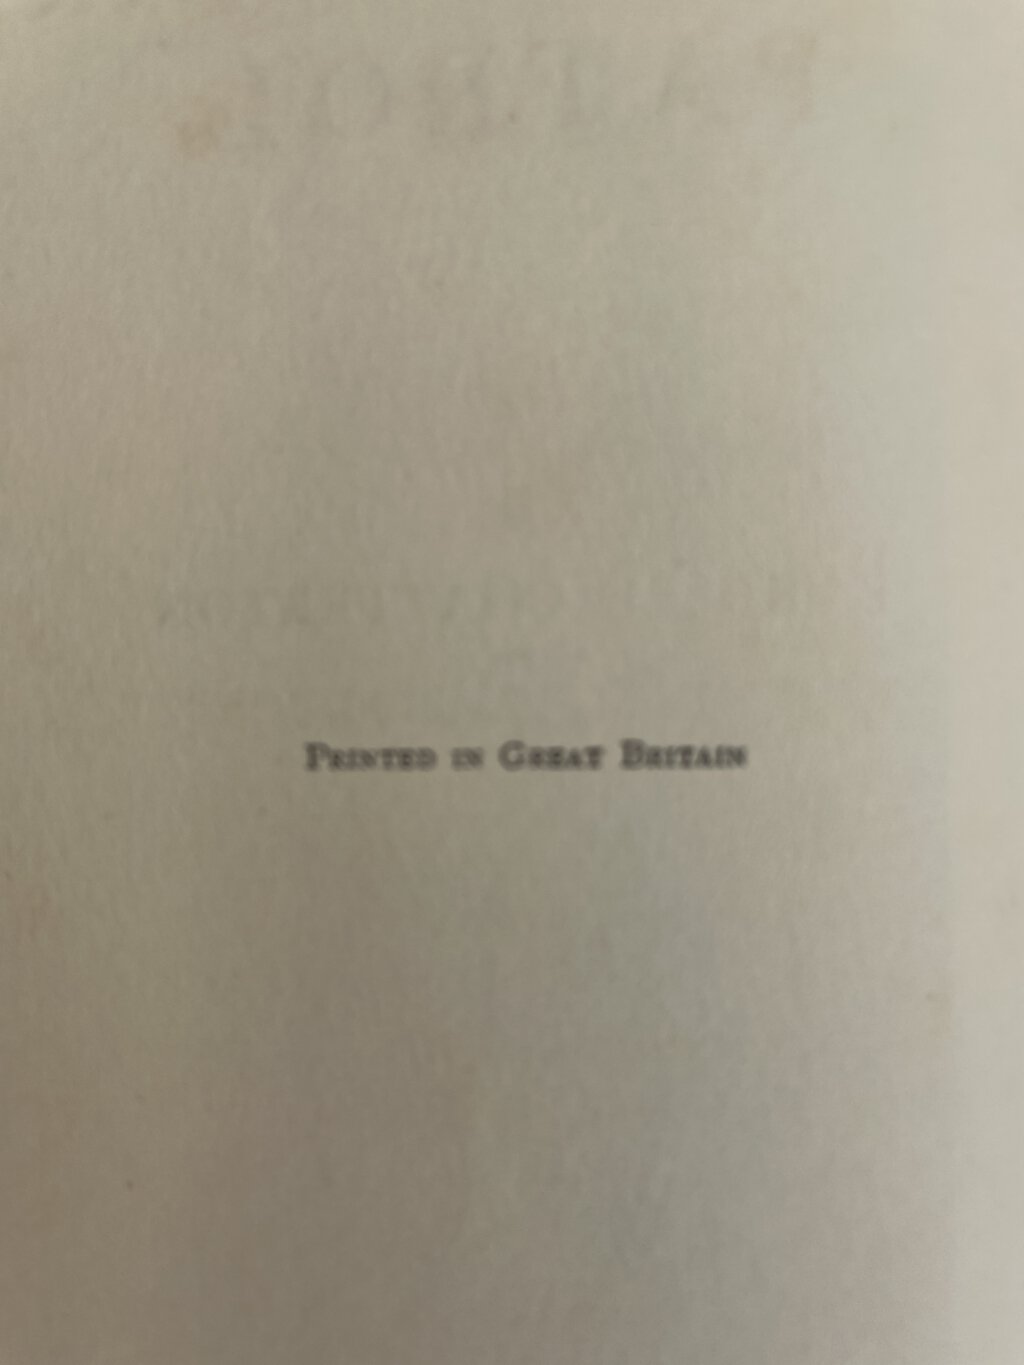 Printed in Great Britain